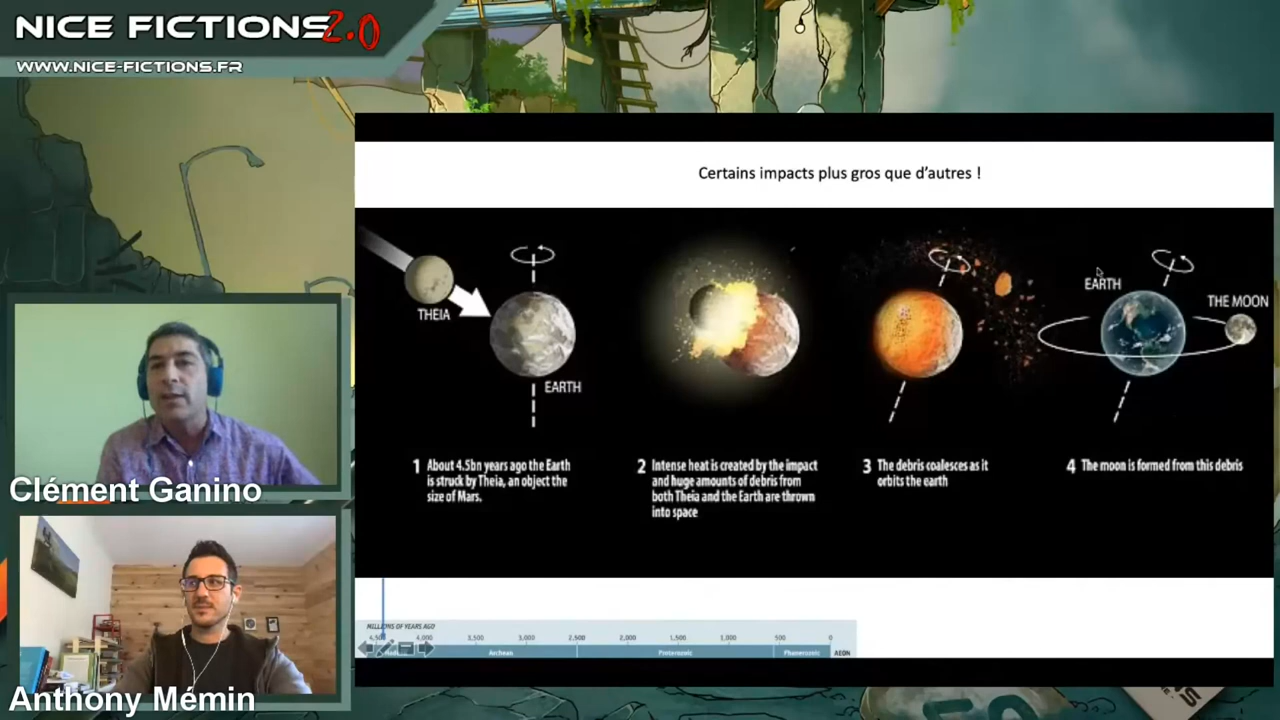 NICE FICTIONS 2.0
WWW.NICE-FICTIONS.FR
Certains impacts plus gros que d'autres !
THEIA
EARTH
EARTH
THE MOON
1 About 4.5bn years ago the Earth
is struck by Theia, an object the
size of Mars.
2 Intense heat is created by the impact
and huge amounts of debris from
both Theia and the Earth are thrown
into space
3 The debris coalesces as it
orbits the earth
4 The moon is formed from this debris
Clément Ganino
Anthony Mémin
MILLIONS OF YEARS AGO
4,000 3,500 3,000 2,500 2,000 1,500 1,000 500 0
Archean Proterozoic Phanerozoic AEON